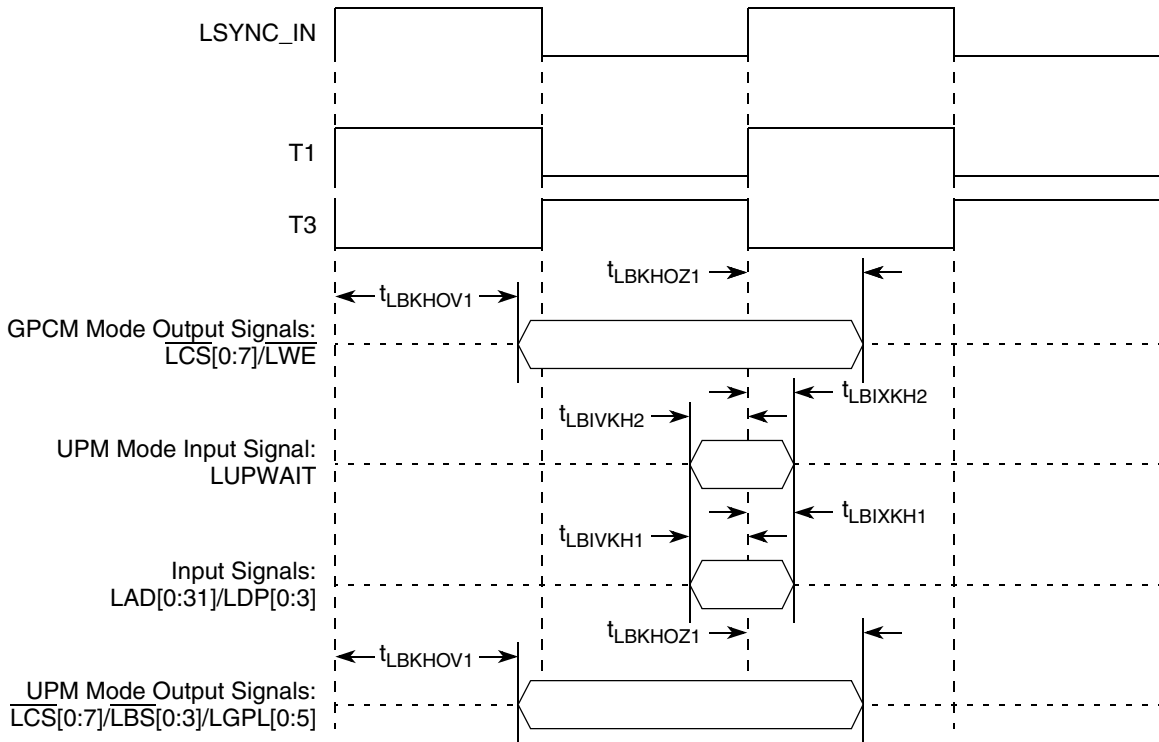 LSYNC_IN
T1
T3
tLBKHOZ1
tLBKHOV1
GPCM Mode Output Signals:
LCS[0:7]/LWE
tLBIXKH2
tLBIVKH2
UPM Mode Input Signal:
LUPWAIT
tLBIXKH1
tLBIVKH1
Input Signals:
LAD[0:31]/LDP[0:3]
tLBKHOZ1
tLBKHOV1
UPM Mode Output Signals:
LCS[0:7]/LBS[0:3]/LGPL[0:5]